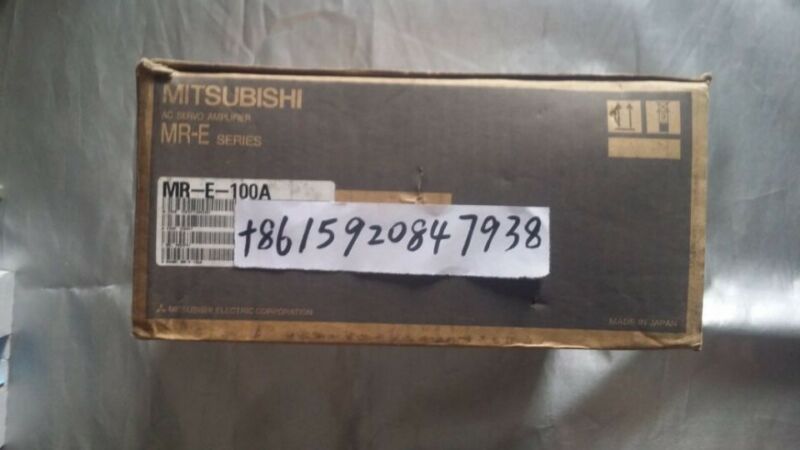 MITSUBISHI
AC SERVO AMPLIFIER
MR-E SERIES
MR-E-100A
+8615920847938
MITSUBISHI ELECTRIC CORPORATION
MADE IN JAPAN